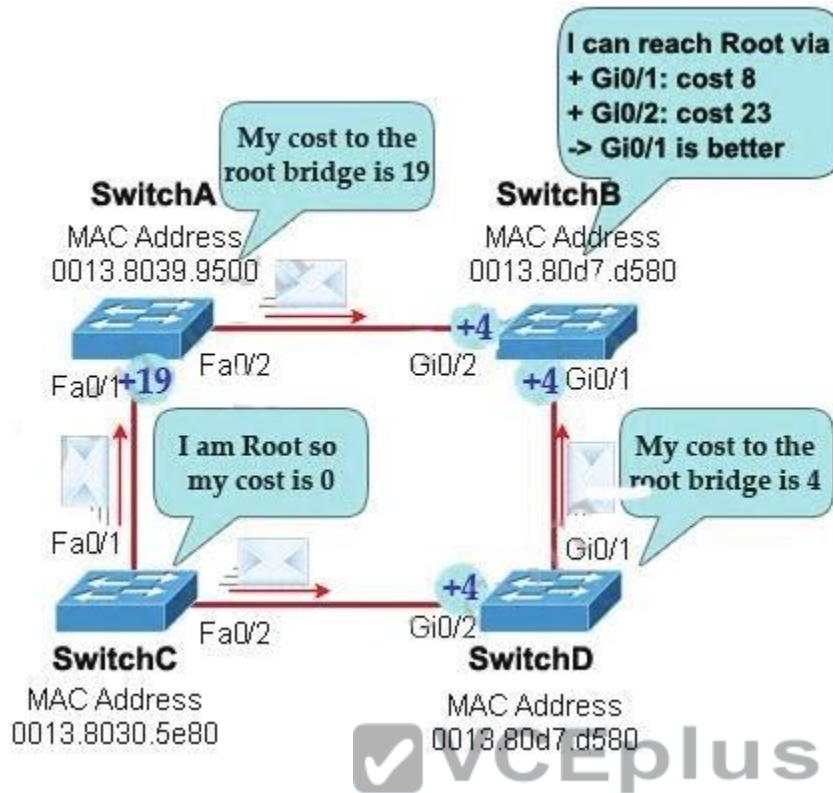 I can reach Root via
+ Gi0/1: cost 8
+ Gi0/2: cost 23
-> Gi0/1 is better
My cost to the
root bridge is 19
SwitchA
SwitchB
MAC Address
0013.8039.9500
MAC Address
0013.80d7.d580
+4
Fa0/2
Gi0/2
Fa0/1
+19
+4
Gi0/1
I am Root so
my cost is 0
My cost to the
root bridge is 4
Fa0/1
Gi0/1
+4
Fa0/2
Gi0/2
SwitchC
SwitchD
MAC Address
0013.8030.5e80
MAC Address
0013.80d7.d580
VCEplus